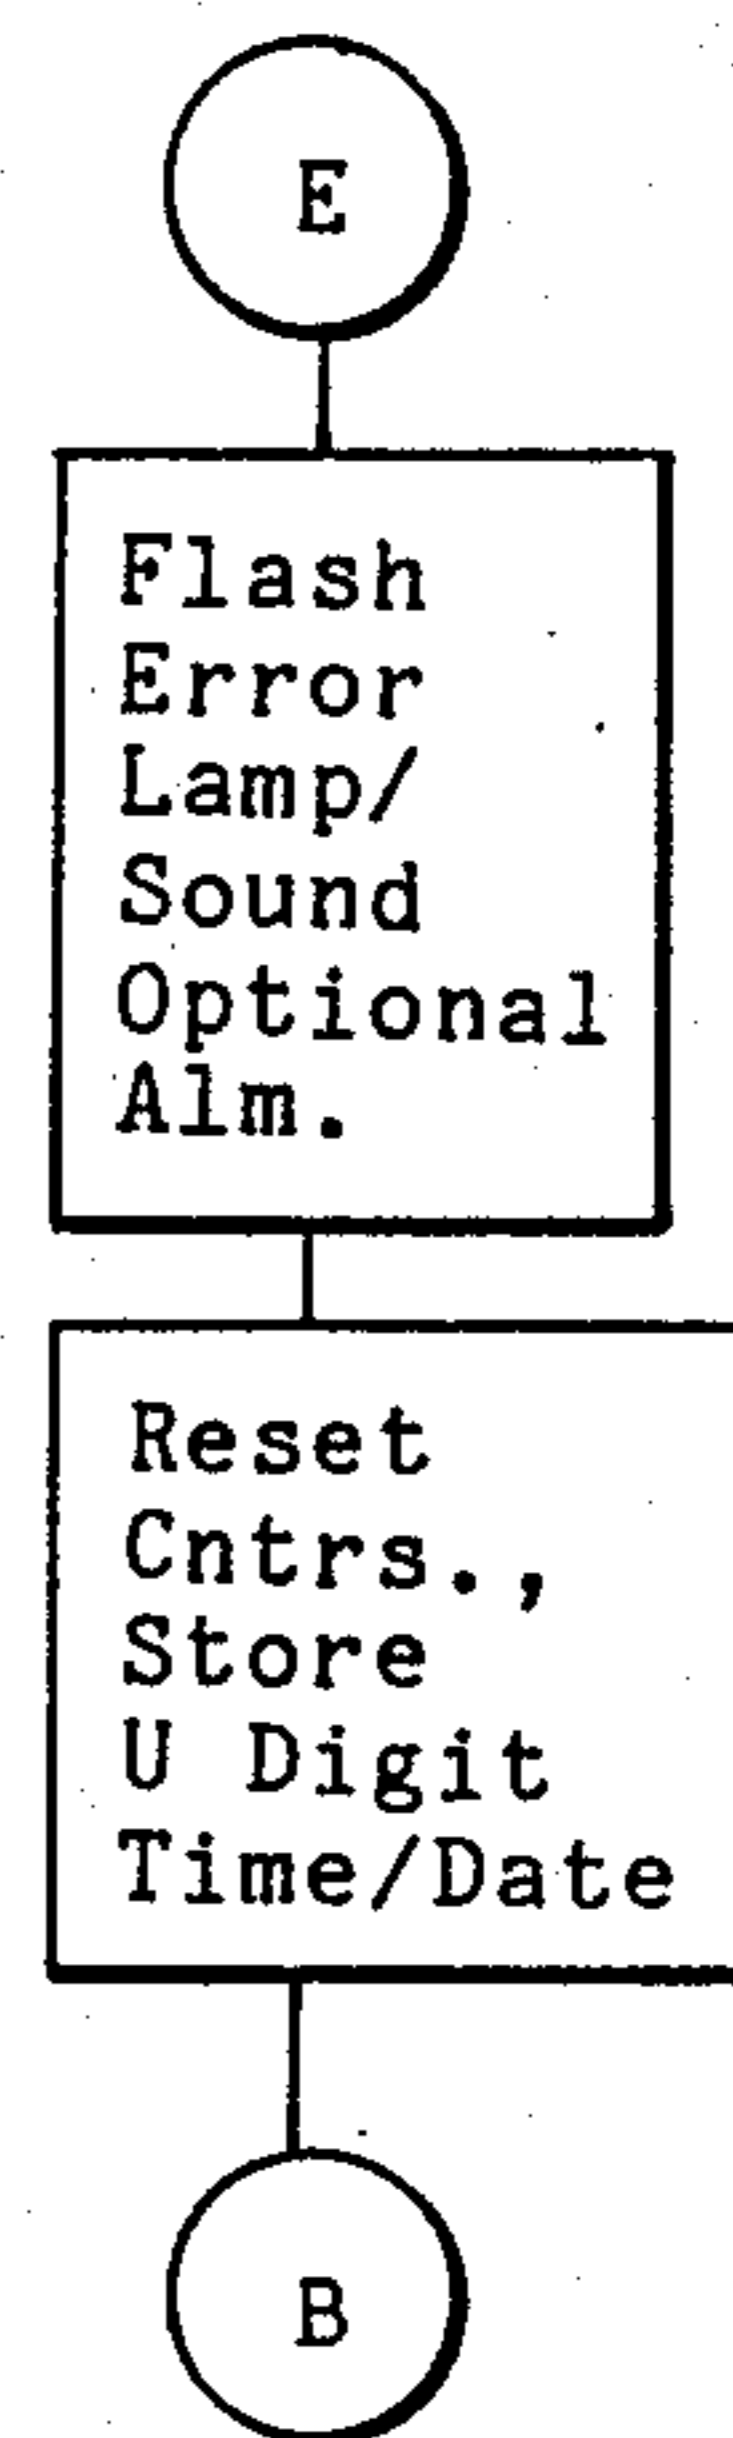 E
Flash
Error
Lamp/
Sound
Optional
Alm.
Reset
Cntrs.,
Store
U Digit
Time/Date
B